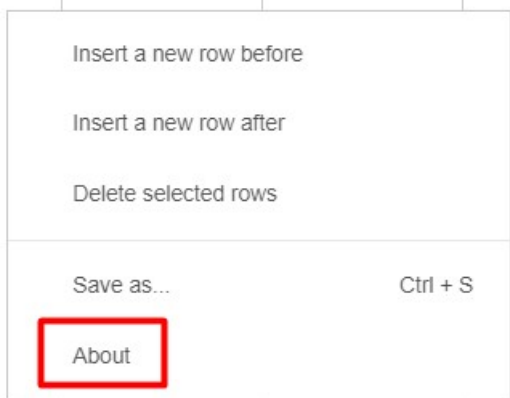 Insert a new row before
Insert a new row after
Delete selected rows
Save as... Ctrl + S
About